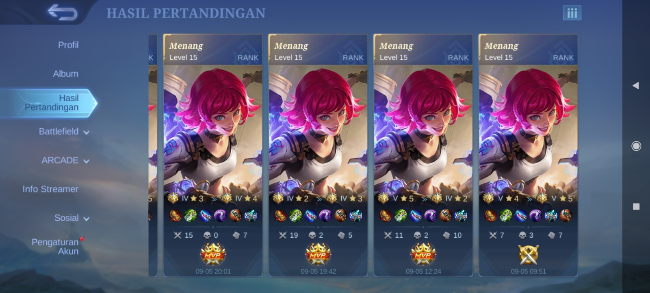 HASIL PERTANDINGAN
Profil
Album
Hasil
Pertandingan
Battlefield
ARCADE
Info Streamer
Sosial
Pengaturan
Akun
K
Menang
Level 15 RANK
IV 3 IV 4
15 0 7
MVP
09-05 20:01
Menang
Level 15 RANK
IV 2 IV 3
19 2 5
MVP
09-05 19:42
Menang
Level 15 RANK
V 5 IV 2
11 0 10
MVP
09-05 12:24
Menang
Level 15 RANK
V 4 V 5
7 3 7
09-05 09:51